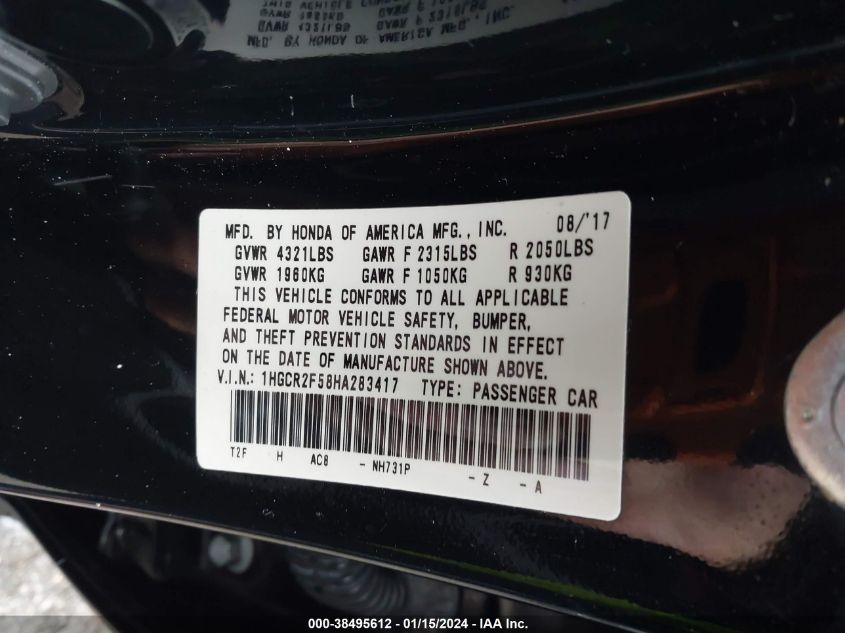 MFD. BY HONDA OF AMERICA MFG., INC. 08/'17
GVWR 4321LBS GAWR F 2315LBS R 2050LBS
GVWR 1960KG GAWR F 1050KG R 930KG
THIS VEHICLE CONFORMS TO ALL APPLICABLE
FEDERAL MOTOR VEHICLE SAFETY, BUMPER,
AND THEFT PREVENTION STANDARDS IN EFFECT
ON THE DATE OF MANUFACTURE SHOWN ABOVE.
V.I.N.: 1HGCR2F58HA283417 TYPE: PASSENGER CAR
T2F H AC8 - NH731P - Z - A
000-38495612 - 01/15/2024 - IAA Inc.